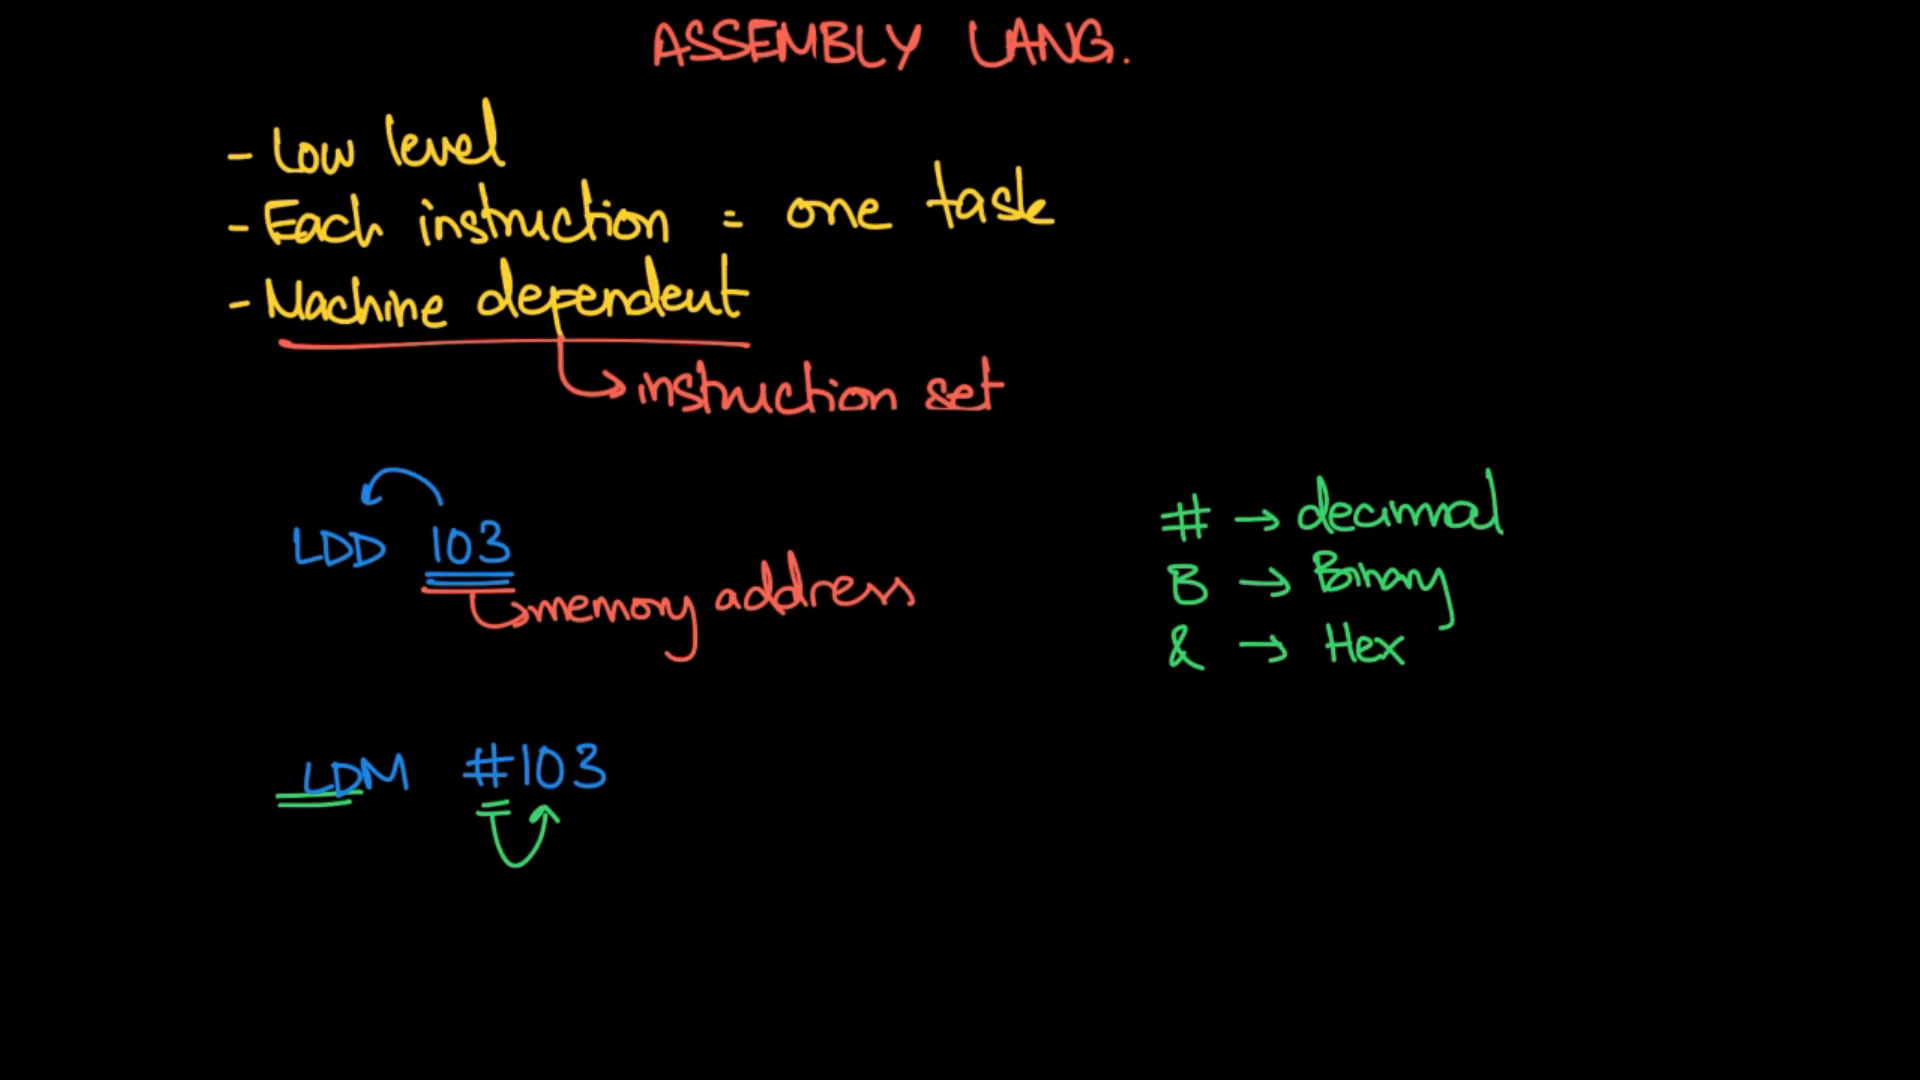 ASSEMBLY LANG.
- Low level
- Each instruction = one task
- Machine dependent
instruction set
LDD 103
memory address
# → decimal
B → Binary
& → Hex
LDM #103